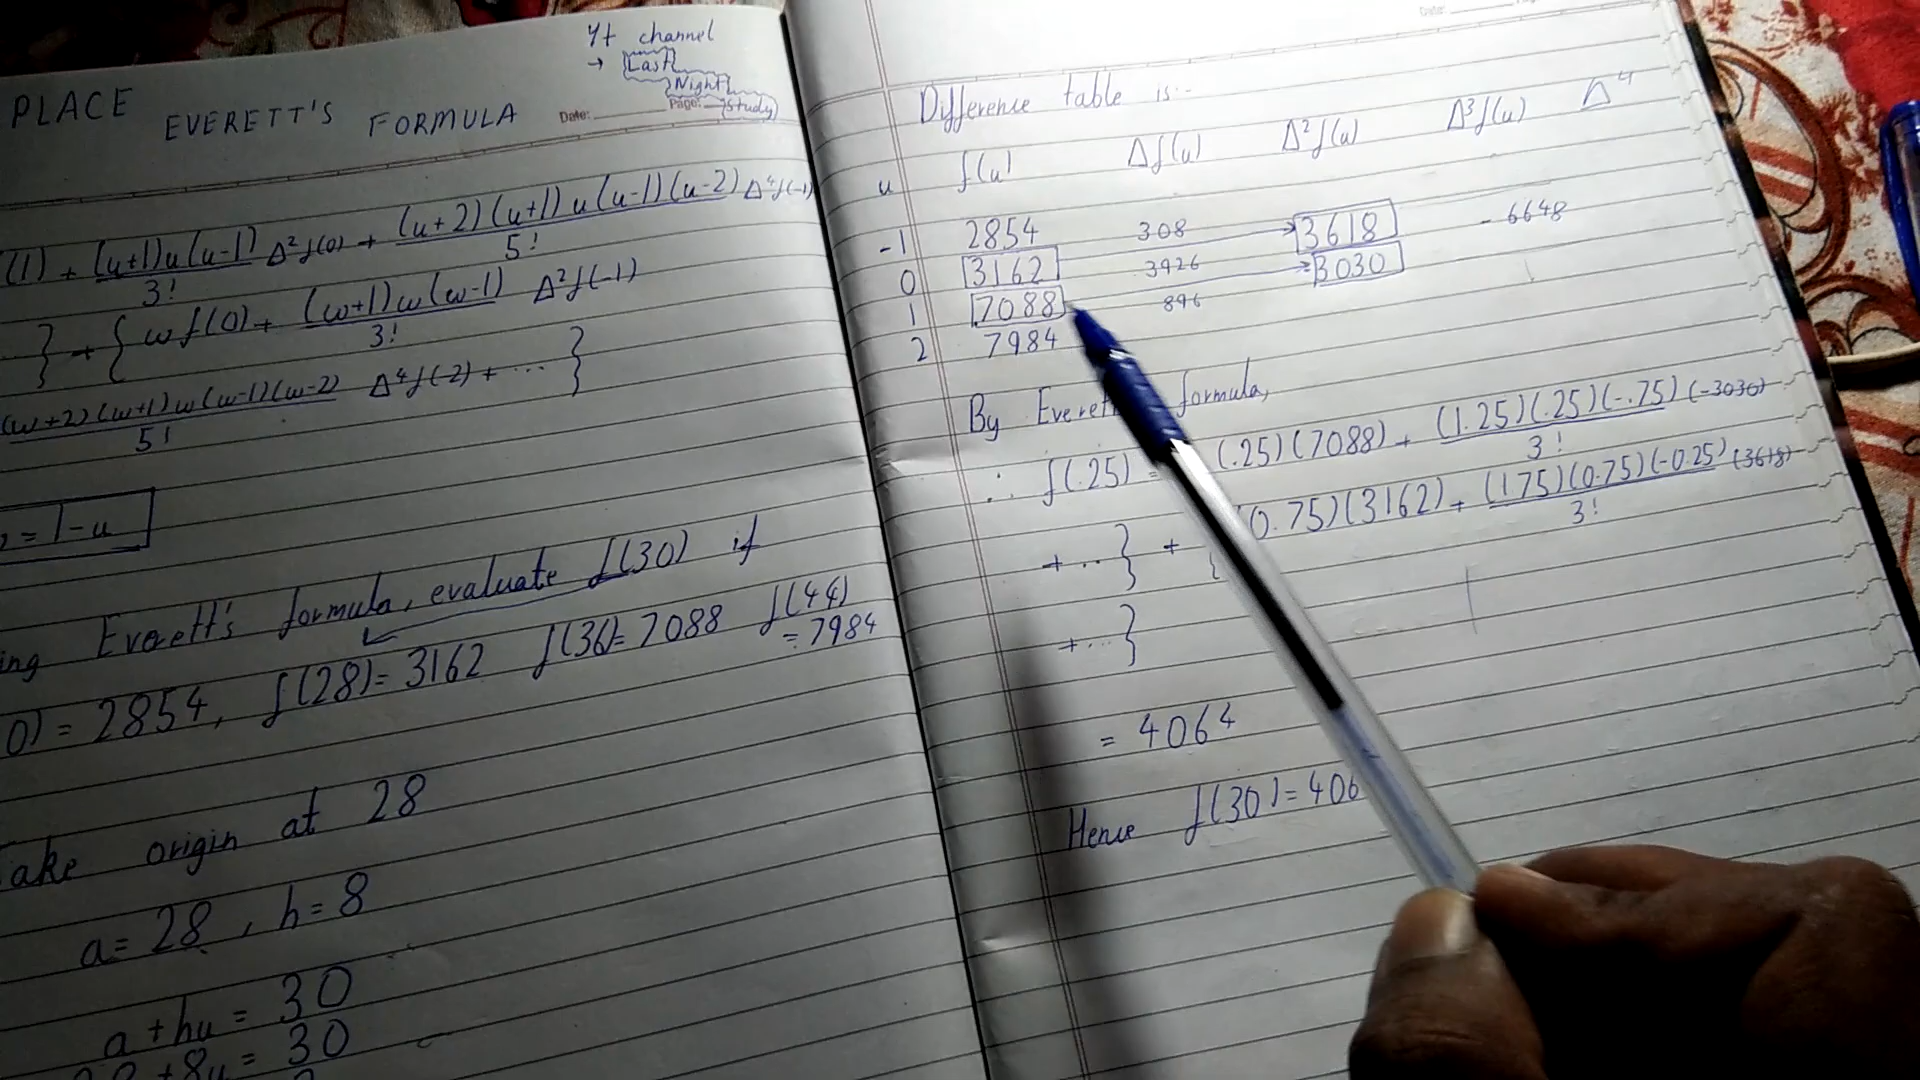 Yt channel
→ Last
Night
Study
PLACE EVERETT'S FORMULA
Date: Page:
(1) + (u+1)u(u-1)/3! Δ²f(0) + (u+2)(u+1)u(u-1)(u-2)/5! Δ⁴f(-1)
} + { ωf(0) + (ω+1)ω(ω-1)/3! Δ²f(-1)
(ω+2)(ω+1)ω(ω-1)(ω-2)/5! Δ⁴f(-2) + ... }
= 1-u
Everett's formula, evaluate f(30) if
0) = 2854, f(28) = 3162 f(36) = 7088 f(44)
= 7984
origin at 28
a = 28, h = 8
a + hu = 30
+ 8u = 30
Date:
Difference table is:-
u f(u) Δf(u) Δ²f(u) Δ³f(u) Δ⁴
-1 2854 308 → 3618 - 6648
0 3162 3926 → 3030
1 7088 896
2 7984
By formula,
∴ f(.25) = (.25)(7088) + (1.25)(.25)(-.75)/3! (-3030)
+ ... } + { 0.75)(3162) + (1.75)(0.75)(-0.25)/3! (3618)
+ ... }
= 4064
Hence f(30) = 406